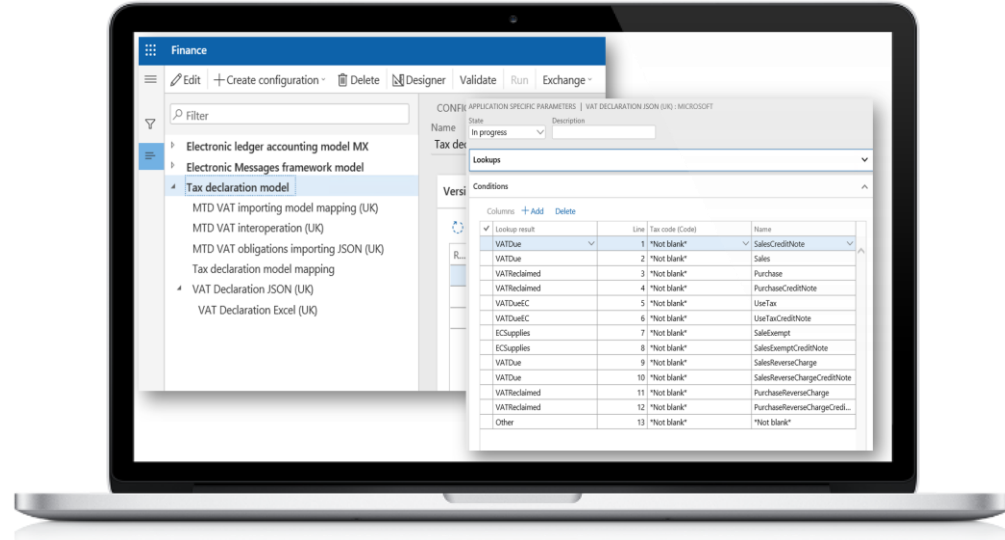 Finance
Edit + Create configuration Delete Designer Validate Run Exchange
Filter
Electronic ledger accounting model MX
Electronic Messages framework model
Tax declaration model
MTD VAT importing model mapping (UK)
MTD VAT interoperation (UK)
MTD VAT obligations importing JSON (UK)
Tax declaration model mapping
VAT Declaration JSON (UK)
VAT Declaration Excel (UK)
CONFI
Name
Tax de
Versi
R...
APPLICATION SPECIFIC PARAMETERS | VAT DECLARATION JSON (UK) : MICROSOFT
State Description
In progress
Lookups
Conditions
Columns + Add Delete
Lookup result Line Tax code (Code) Name
VATDue 1 *Not blank* SalesCreditNote
VATDue 2 *Not blank* Sales
VATReclaimed 3 *Not blank* Purchase
VATReclaimed 4 *Not blank* PurchaseCreditNote
VATDueEC 5 *Not blank* UseTax
VATDueEC 6 *Not blank* UseTaxCreditNote
ECSupplies 7 *Not blank* SaleExempt
ECSupplies 8 *Not blank* SalesExemptCreditNote
VATDue 9 *Not blank* SalesReverseCharge
VATDue 10 *Not blank* SalesReverseChargeCreditNote
VATReclaimed 11 *Not blank* PurchaseReverseCharge
VATReclaimed 12 *Not blank* PurchaseReverseChargeCredi...
Other 13 *Not blank* *Not blank*